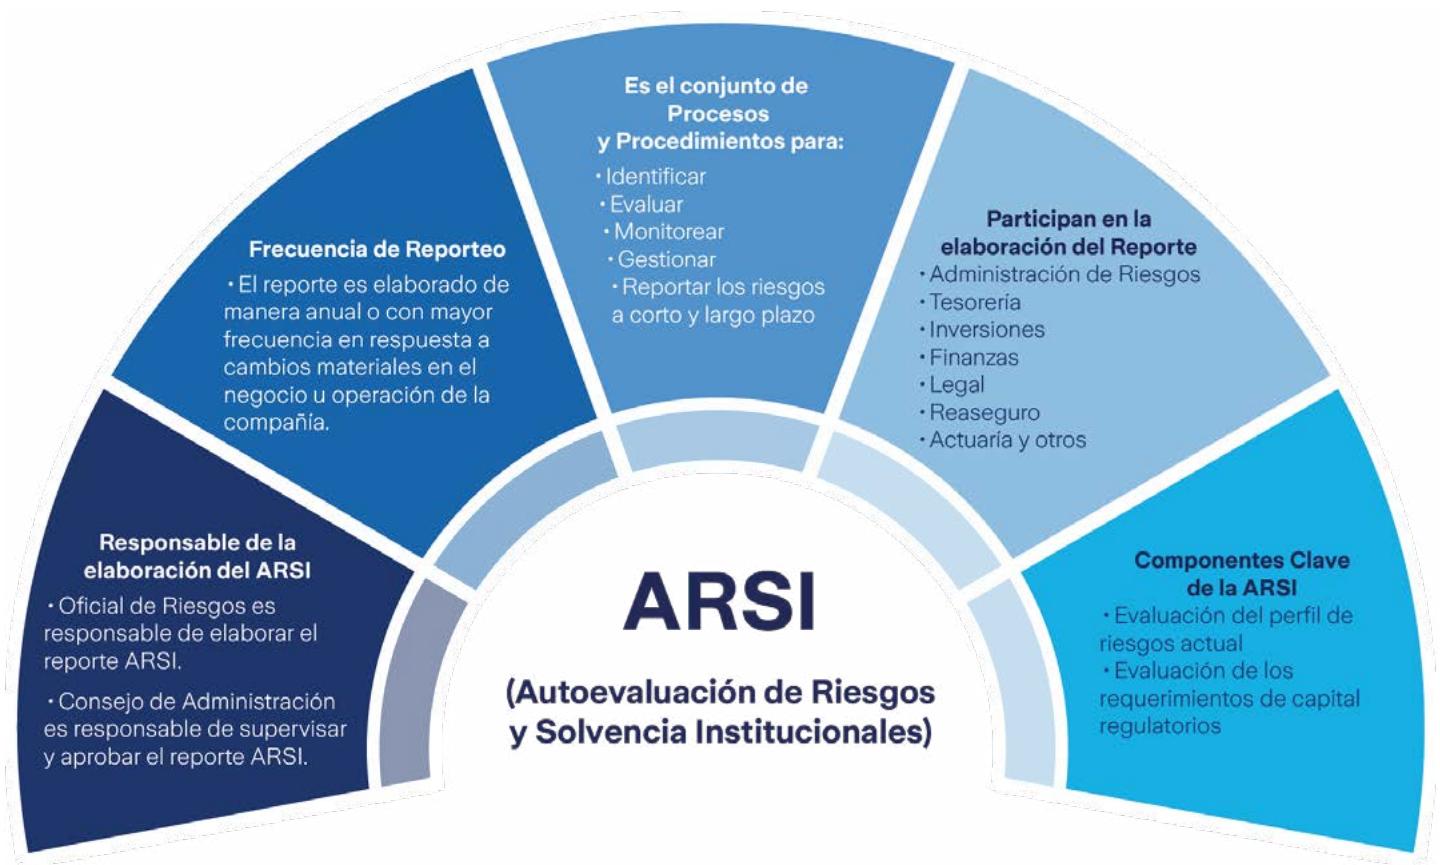 Responsable de la
elaboración del ARSI
· Oficial de Riesgos es
responsable de elaborar el
reporte ARSI.
· Consejo de Administración
es responsable de supervisar
y aprobar el reporte ARSI.
Frecuencia de Reporteo
· El reporte es elaborado de
manera anual o con mayor
frecuencia en respuesta a
cambios materiales en el
negocio u operación de la
compañía.
Es el conjunto de
Procesos
y Procedimientos para:
· Identificar
· Evaluar
· Monitorear
· Gestionar
· Reportar los riesgos
a corto y largo plazo
Participan en la
elaboración del Reporte
· Administración de Riesgos
· Tesorería
· Inversiones
· Finanzas
· Legal
· Reaseguro
· Actuaría y otros
Componentes Clave
de la ARSI
· Evaluación del perfil de
riesgos actual
· Evaluación de los
requerimientos de capital
regulatorios
ARSI
(Autoevaluación de Riesgos
y Solvencia Institucionales)